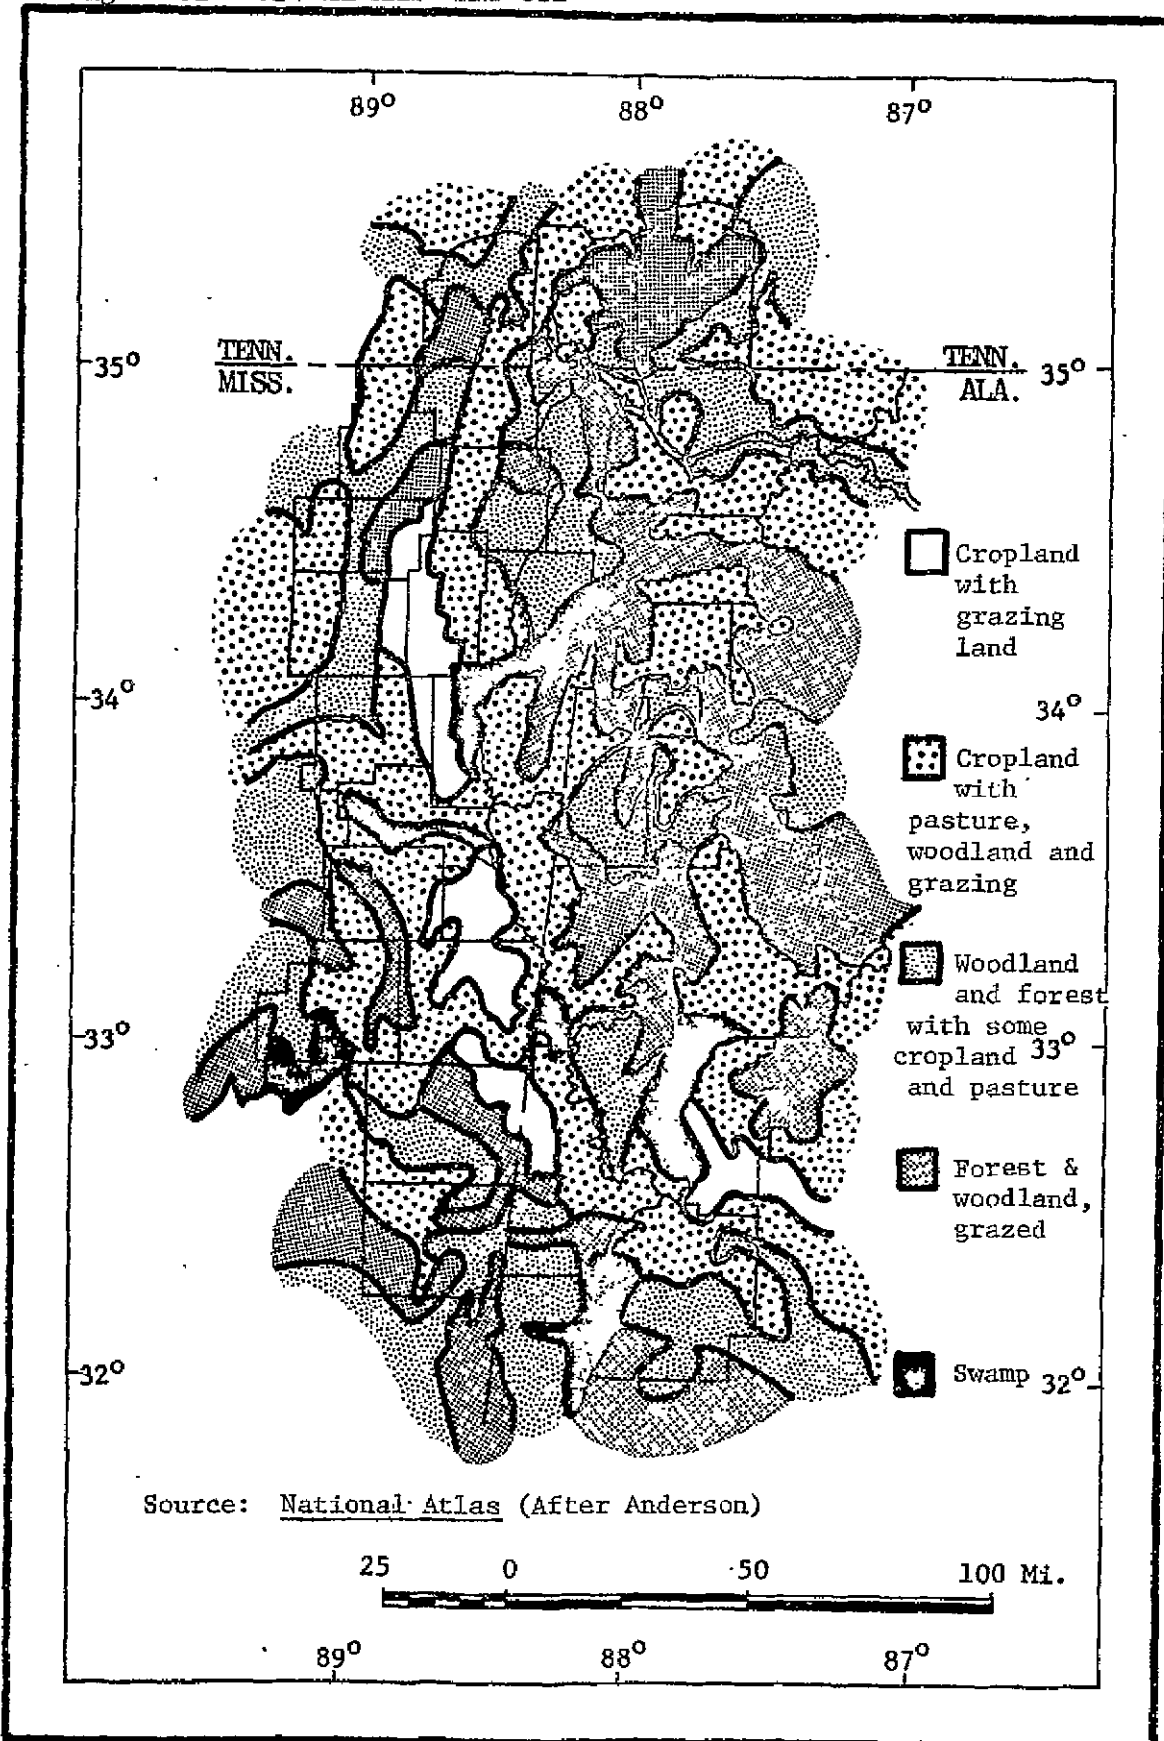 89° 88° 87°
TENN. TENN.
MISS. ALA.
35° 35°
Cropland
with
grazing
land
34° 34°
Cropland
with
pasture,
woodland and
grazing
Woodland
and forest
with some
33° cropland 33°
and pasture
Forest &
woodland,
grazed
32° Swamp 32°
Source: National Atlas (After Anderson)
25 0 50 100 Mi.
89° 88° 87°